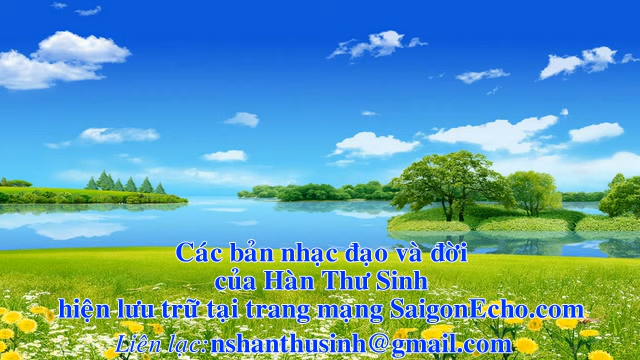 Các bản nhạc đạo và đời
của Hàn Thư Sinh
hiện lưu trữ tại trang mạng SaigonEcho.com
Liên lạc:nshanthusinh@gmail.com